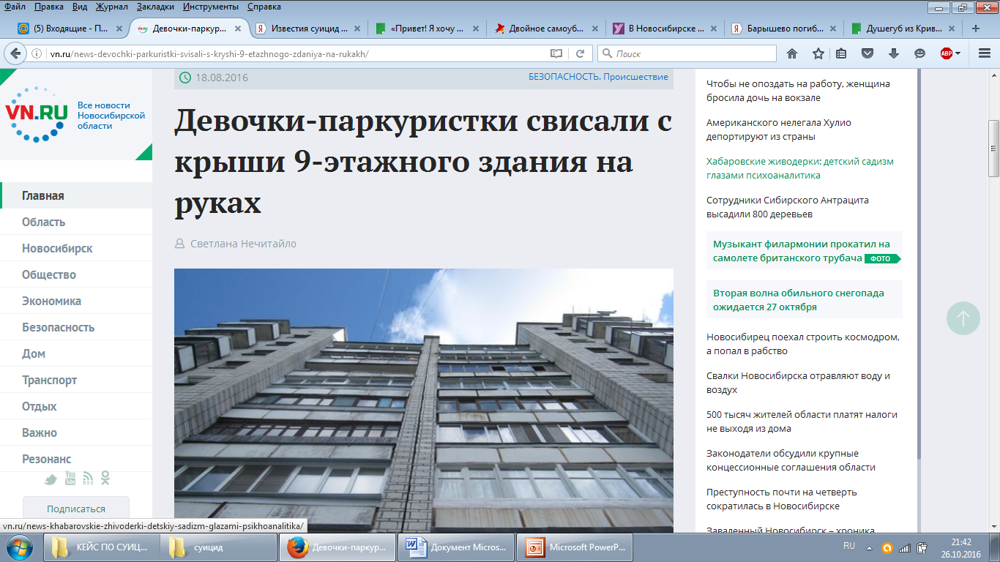 Файл Правка Вид Журнал Закладки Инструменты Справка
(5) Входящие - П...
Девочки-паркур...
Известия суицид ...
«Привет! Я хочу ...
Двойное самоуб...
В Новосибирске ...
Барышево погиб...
Душегуб из Крив...
vn.ru/news-devochki-parkuristki-svisali-s-kryshi-9-etazhnogo-zdaniya-na-rukakh/
Поиск
ABP
VN.RU
Все новости
Новосибирской
области
Главная
Область
Новосибирск
Общество
Экономика
Безопасность
Дом
Транспорт
Отдых
Важно
Резонанс
You
Tube
RSS
Подписаться
18.08.2016
БЕЗОПАСНОСТЬ. Происшествие
Девочки-паркуристки свисали с
крыши 9-этажного здания на
руках
Светлана Нечитайло
Чтобы не опоздать на работу, женщина
бросила дочь на вокзале
Американского нелегала Хулио
депортируют из страны
Хабаровские живодерки: детский садизм
глазами психоаналитика
Сотрудники Сибирского Антрацита
высадили 800 деревьев
Музыкант филармонии прокатил на
самолете британского трубача ФОТО
Вторая волна обильного снегопада
ожидается 27 октября
Новосибирец поехал строить космодром,
а попал в рабство
Свалки Новосибирска отравляют воду и
воздух
500 тысяч жителей области платят налоги
не выходя из дома
Законодатели обсудили крупные
концессионные соглашения области
Преступность почти на четверть
сократилась в Новосибирске
Заваленный Новосибирск – хроника
vn.ru/news-khabarovskie-zhivoderki-detskiy-sadizm-glazami-psikhoanalitika/
КЕЙС ПО СУИЦ...
суицид
Девочки-паркур...
Документ Micros...
Microsoft PowerP...
RU
21:42
26.10.2016